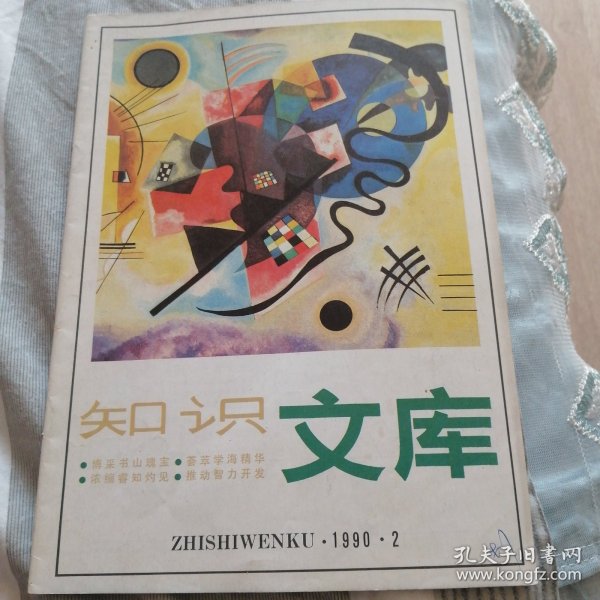 知识文库
●博采书山瑰宝●荟萃学海精华
●浓缩睿知灼见●推动智力开发
ZHISHIWENKU·1990·2
孔夫子旧书网
www.kongfz.com